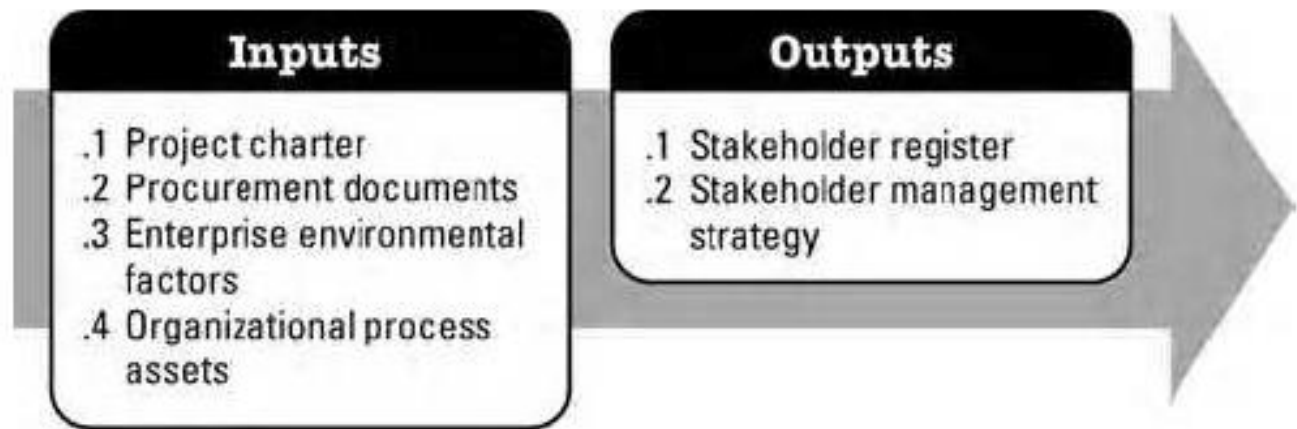 Inputs
.1 Project charter
.2 Procurement documents
.3 Enterprise environmental
factors
.4 Organizational process
assets
Outputs
.1 Stakeholder register
.2 Stakeholder management
strategy